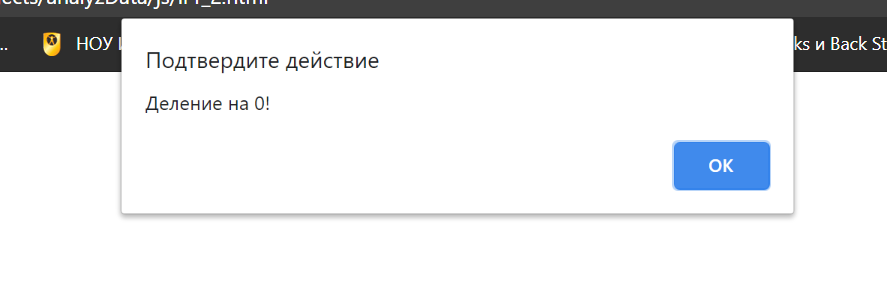 НОУ
ks и Back St
Подтвердите действие
Деление на 0!
OK